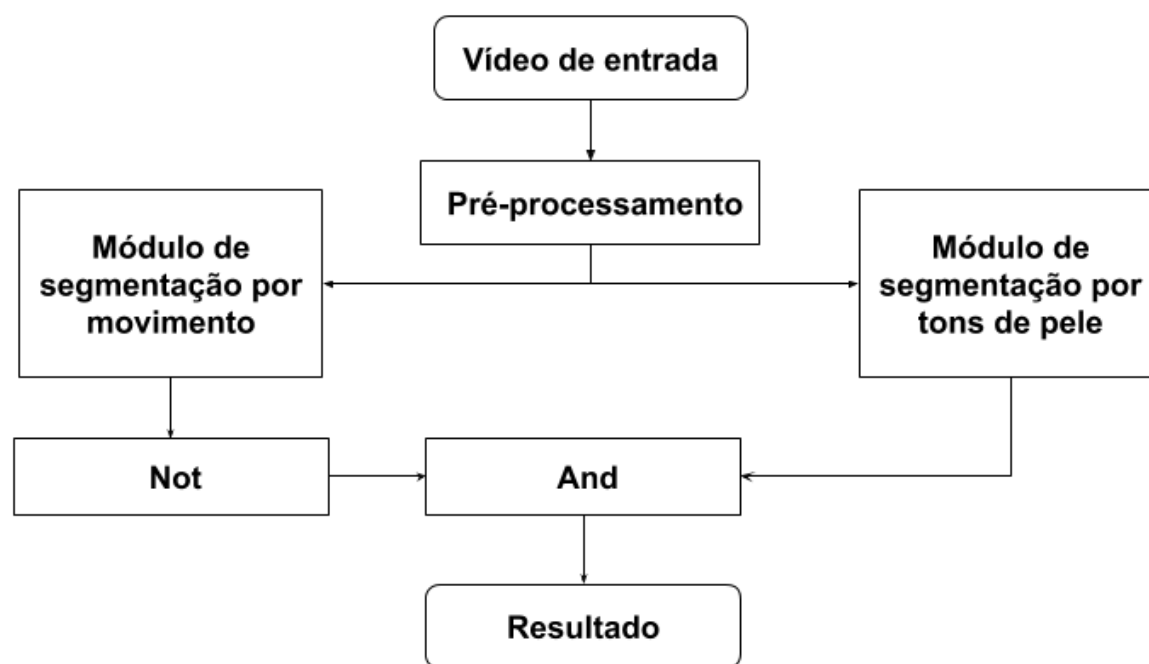 Vídeo de entrada
Pré-processamento
Módulo de
segmentação por
movimento
Módulo de
segmentação por
tons de pele
Not
And
Resultado